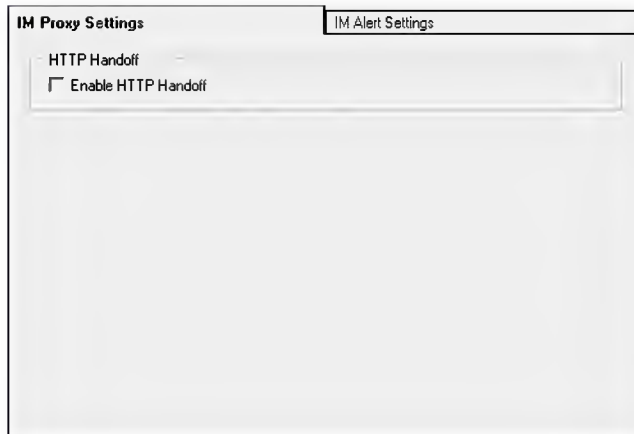 IM Proxy Settings
IM Alert Settings
HTTP Handoff
Enable HTTP Handoff